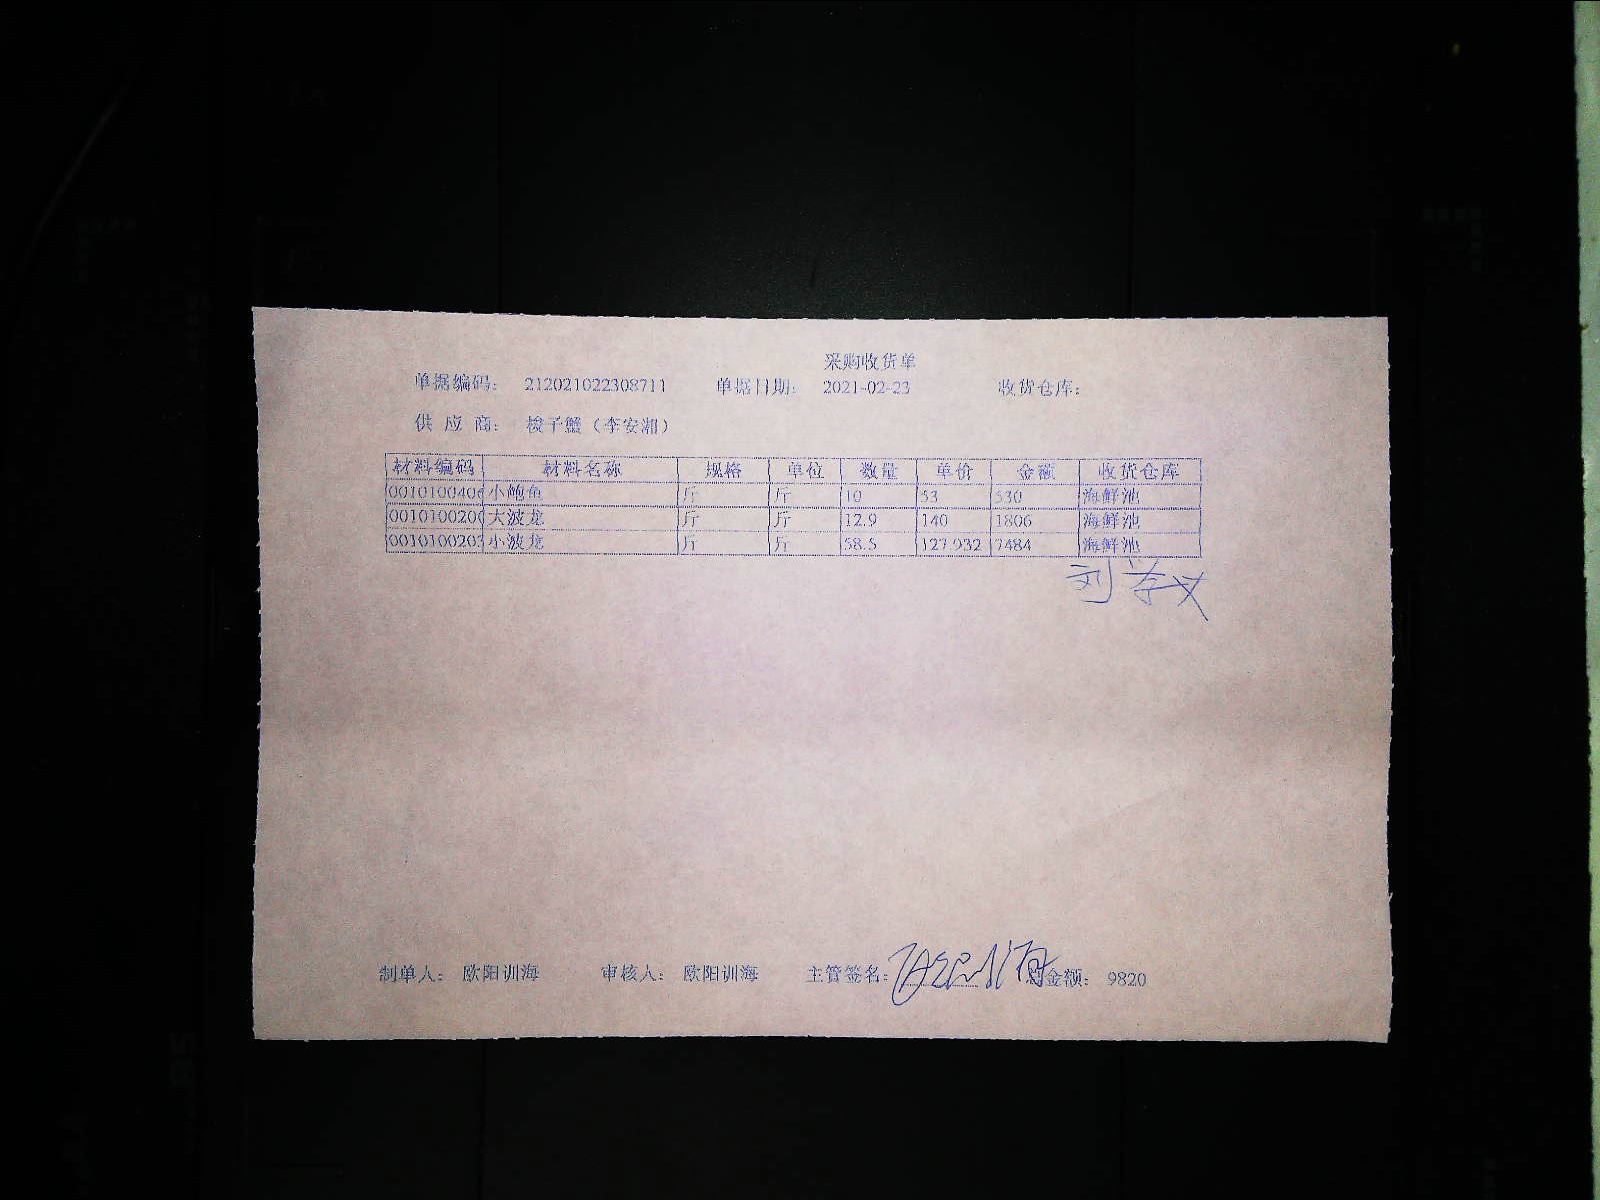 采购收货单
单据编码： 212021022308711 单据日期： 2021-02-23 收货仓库：
供 应 商： 梭子蟹（李安湘）
材料编码 材料名称 规格 单位 数量 单价 金额 收货仓库
0010100406 小鲍鱼 斤 斤 10 53 530 海鲜池
0010100200 大波龙 斤 斤 12.9 140 1806 海鲜池
0010100203 小波龙 斤 斤 58.5 127.932 7484 海鲜池
制单人： 欧阳训海 审核人： 欧阳训海 主管签名： 总金额： 9820